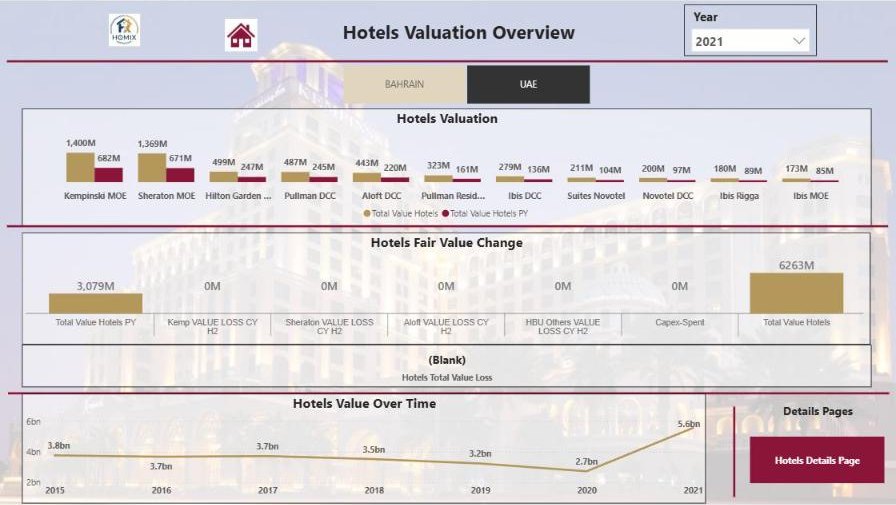 HOMIX
Hotels Valuation Overview
Year
2021
BAHRAIN
UAE
Hotels Valuation
1,400M 682M 1,369M 671M 499M 247M 487M 245M 443M 220M 323M 161M 279M 136M 211M 104M 200M 97M 180M 89M 173M 85M
Kempinski MOE Sheraton MOE Hilton Garden ... Pullman DCC Aloft DCC Pullman Resid... Ibis DCC Suites Novotel Novotel DCC Ibis Rigga Ibis MOE
Total Value Hotels Total Value Hotels PY
Hotels Fair Value Change
3,079M 0M 0M 0M 0M 0M 6263M
Total Value Hotels PY
Kemp VALUE LOSS CY
H2
Sheralon VALUE LOSS
CY H2
Aloft VALUE LOSS CY
H2
HBU Others VALUE
LOSS CY H2
Capex-Spent
Total Value Hotels
(Blank)
Hotels Total Value Loss
Hotels Value Over Time
6bn
4bn
2bn
3.8bn 3.7bn 3.7bn 3.5bn 3.2bn 2.7bn 5.6bn
2015 2016 2017 2018 2019 2020 2021
Details Pages
Hotels Details Page